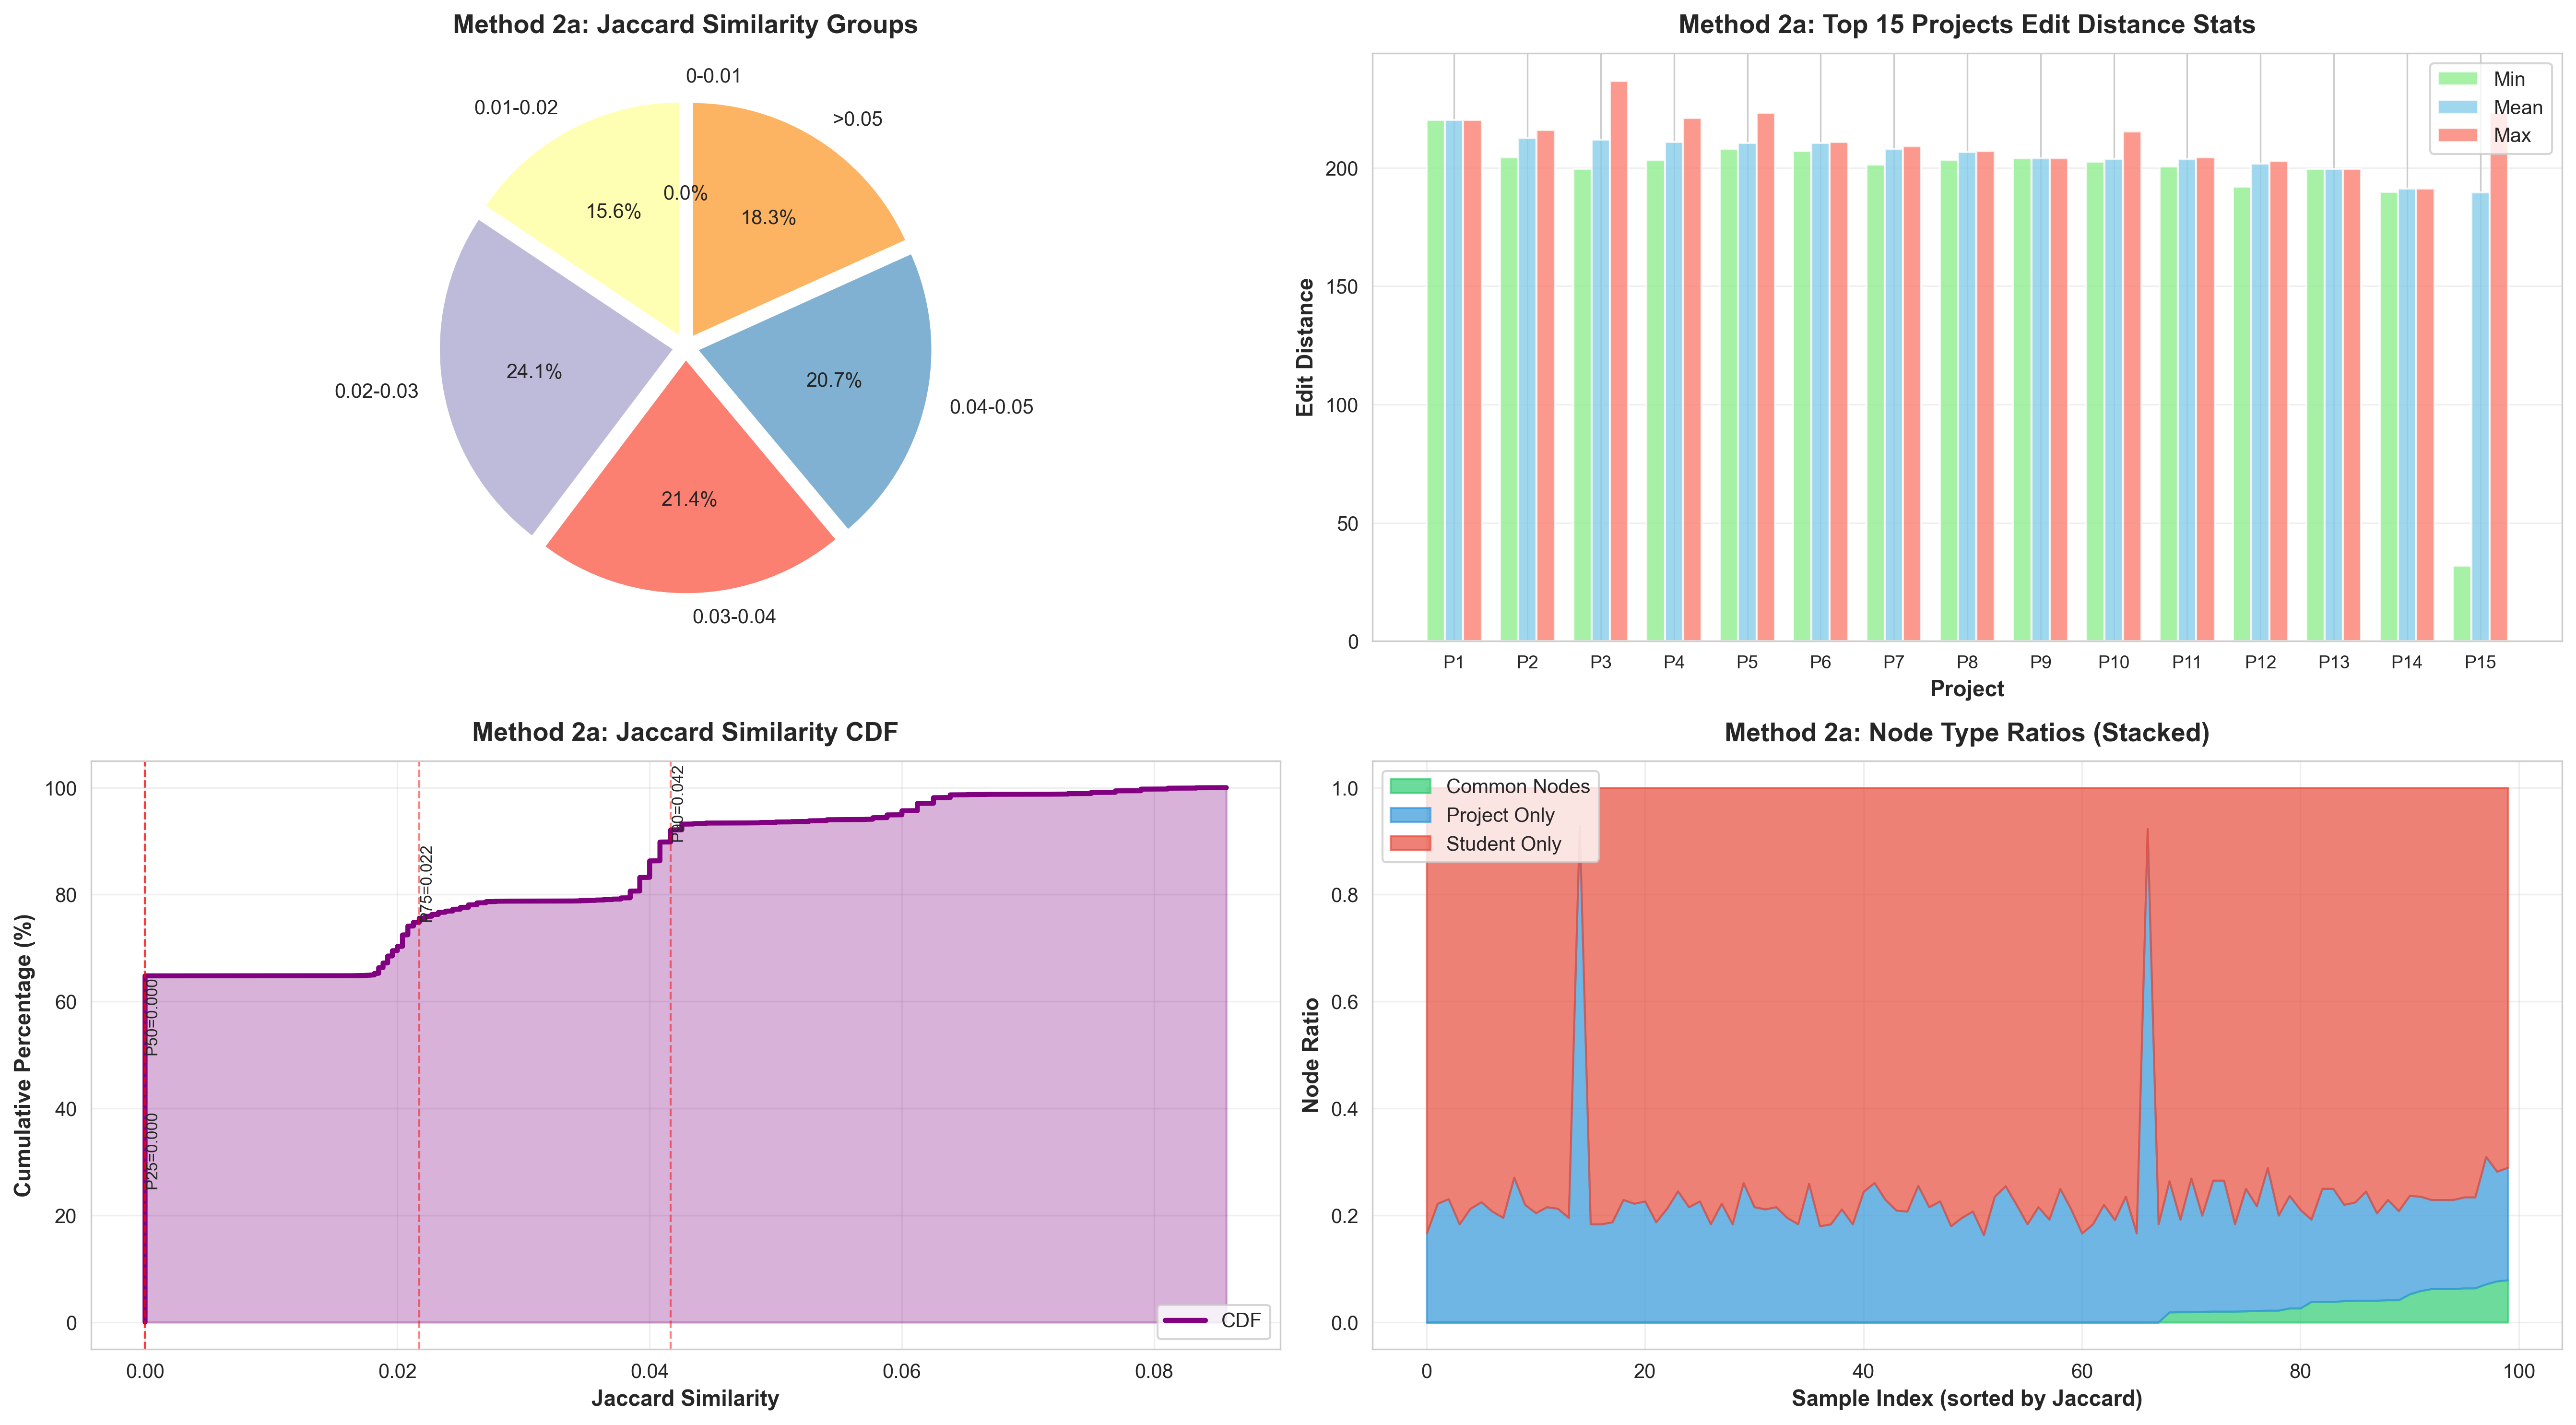 Method 2a: Jaccard Similarity Groups
0-0.01
0.01-0.02
>0.05
0.0%
15.6%
18.3%
24.1%
20.7%
0.02-0.03
0.04-0.05
21.4%
0.03-0.04
Method 2a: Top 15 Projects Edit Distance Stats
Min
Mean
Max
200
150
100
50
0
Edit Distance
P1 P2 P3 P4 P5 P6 P7 P8 P9 P10 P11 P12 P13 P14 P15
Project
Method 2a: Jaccard Similarity CDF
100
80
60
40
20
0
Cumulative Percentage (%)
P25=0.000
P50=0.000
P75=0.022
P90=0.042
CDF
0.00 0.02 0.04 0.06 0.08
Jaccard Similarity
Method 2a: Node Type Ratios (Stacked)
Common Nodes
Project Only
Student Only
1.0
0.8
0.6
0.4
0.2
0.0
Node Ratio
0 20 40 60 80 100
Sample Index (sorted by Jaccard)